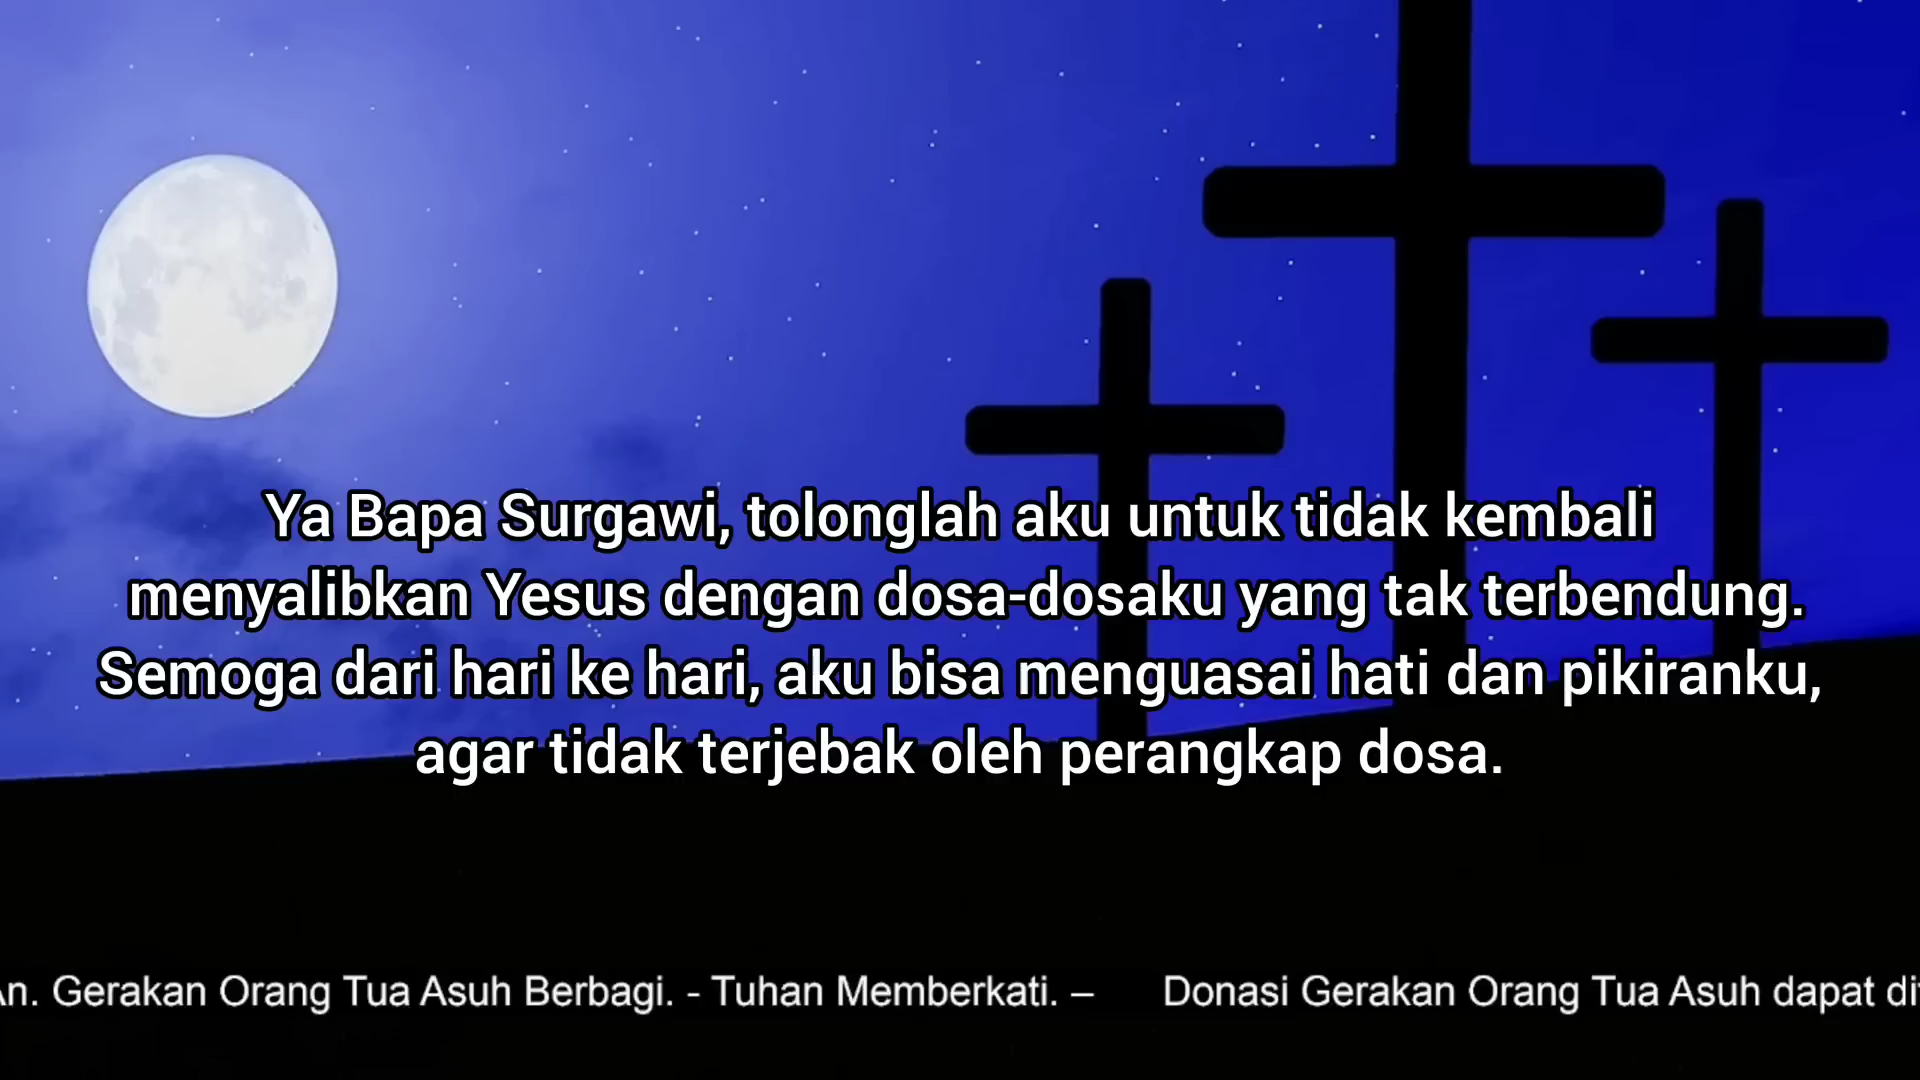 Ya Bapa Surgawi, tolonglah aku untuk tidak kembali
menyalibkan Yesus dengan dosa-dosaku yang tak terbendung.
Semoga dari hari ke hari, aku bisa menguasai hati dan pikiranku,
agar tidak terjebak oleh perangkap dosa.
An. Gerakan Orang Tua Asuh Berbagi. - Tuhan Memberkati. – Donasi Gerakan Orang Tua Asuh dapat